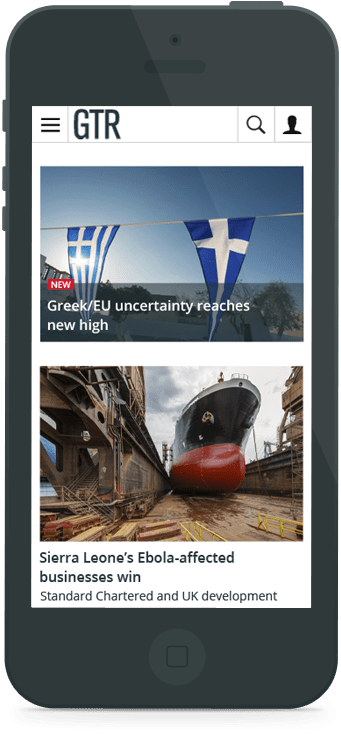 GTR
NEW
Greek/EU uncertainty reaches
new high
Sierra Leone’s Ebola-affected
businesses win
Standard Chartered and UK development